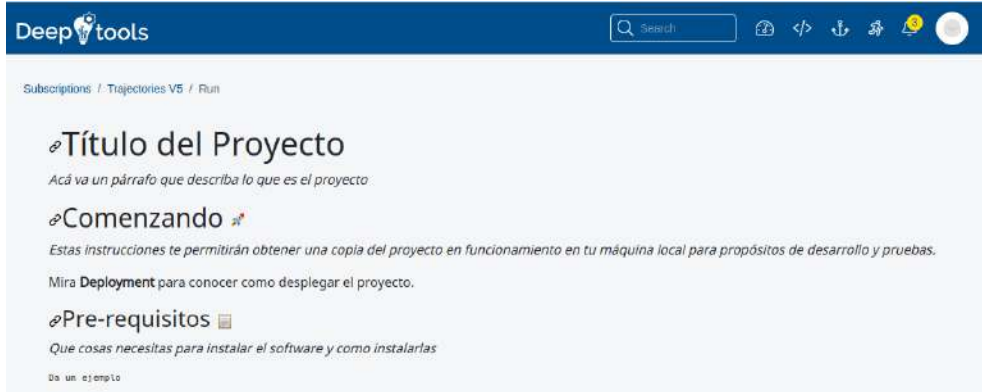 Deep tools
Search
3
Subscriptions / Trajectories V5 / Run
Título del Proyecto
Acá va un párrafo que describa lo que es el proyecto
Comenzando 🚀
Estas instrucciones te permitirán obtener una copia del proyecto en funcionamiento en tu máquina local para propósitos de desarrollo y pruebas.
Mira Deployment para conocer como desplegar el proyecto.
Pre-requisitos 📋
Que cosas necesitas para instalar el software y como instalarlas
Da un ejemplo